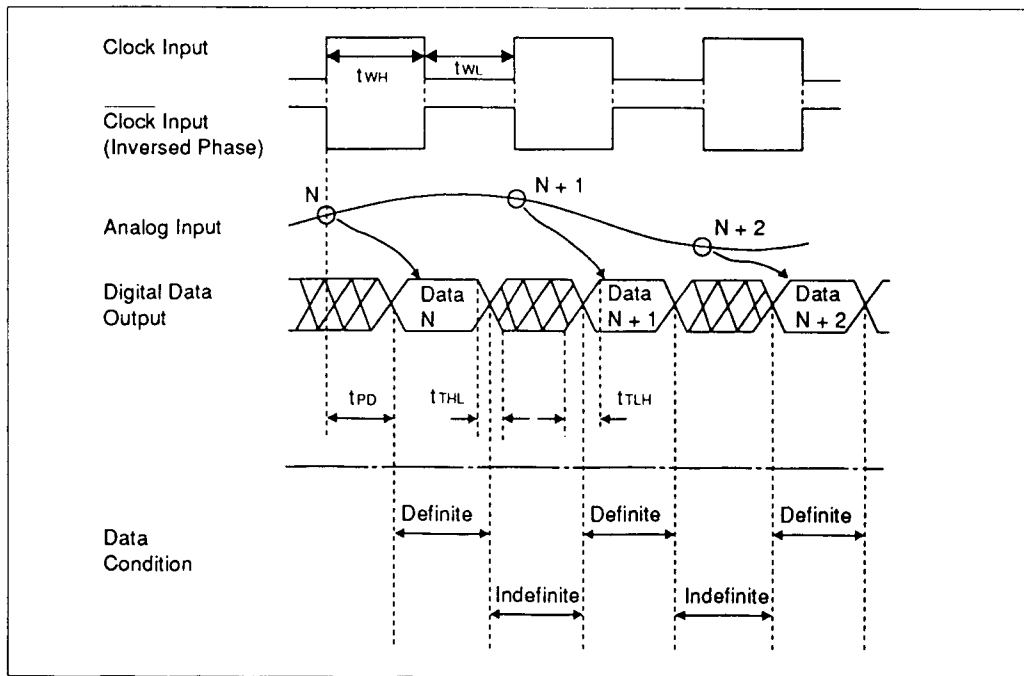 Clock Input
tWH
tWL
Clock Input
(Inversed Phase)
N
N + 1
N + 2
Analog Input
Digital Data
Output
Data
N
Data
N + 1
Data
N + 2
tPD
tTHL
tTLH
Data
Condition
Definite
Definite
Definite
Indefinite
Indefinite